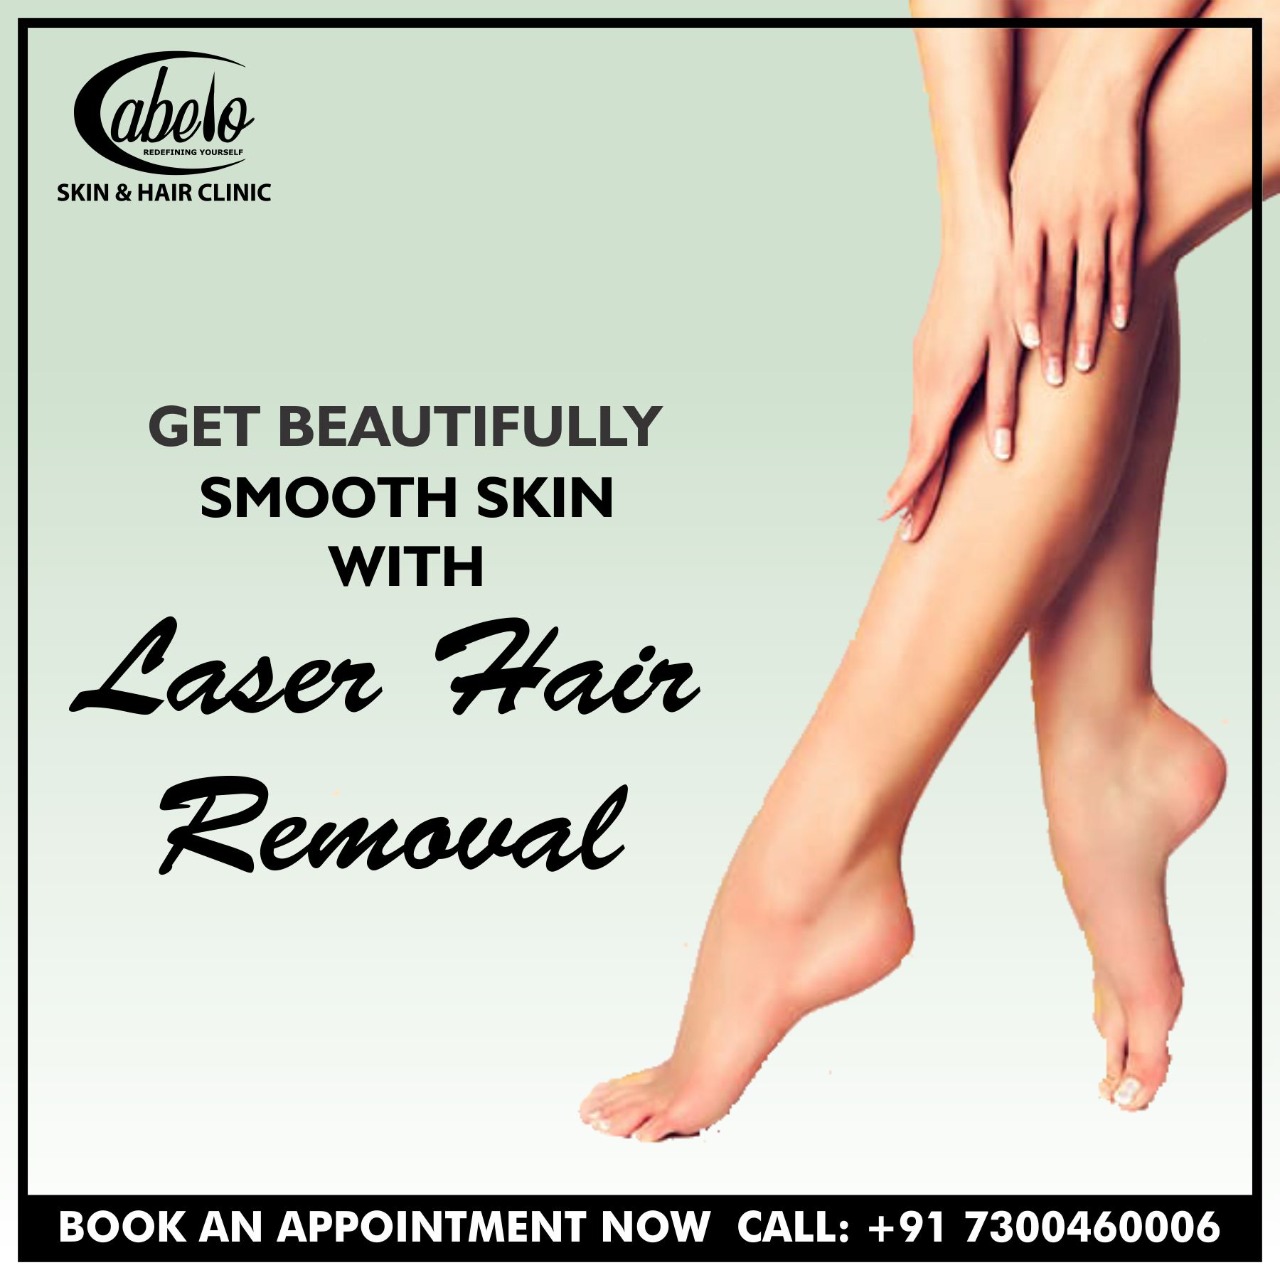 Cabelo
REDEFINING YOURSELF
SKIN & HAIR CLINIC
GET BEAUTIFULLY
SMOOTH SKIN
WITH
Laser Hair
Removal
BOOK AN APPOINTMENT NOW CALL: +91 7300460006